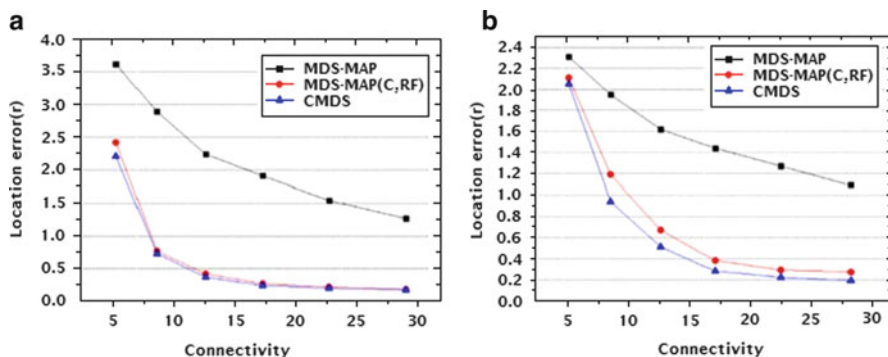 a
4.0
3.5
3.0
2.5
2.0
1.5
1.0
0.5
0.0
Location error(r)
MDS-MAP
MDS-MAP(C,RF)
CMDS
5 10 15 20 25 30
Connectivity
b
2.4
2.2
2.0
1.8
1.6
1.4
1.2
1.0
0.8
0.6
0.4
0.2
0.0
Location error(r)
MDS-MAP
MDS-MAP(C,RF)
CMDS
5 10 15 20 25 30
Connectivity